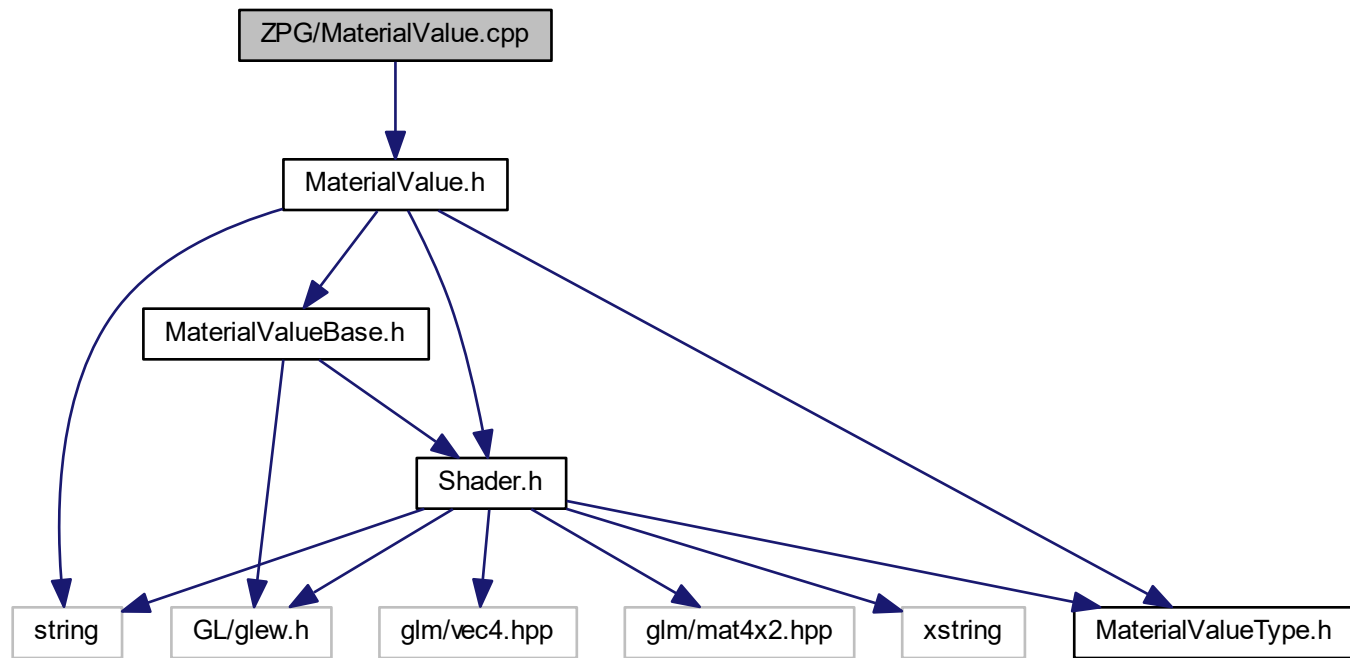 ZPG/MaterialValue.cpp
MaterialValue.h
MaterialValueBase.h
Shader.h
string
GL/glew.h
glm/vec4.hpp
glm/mat4x2.hpp
xstring
MaterialValueType.h